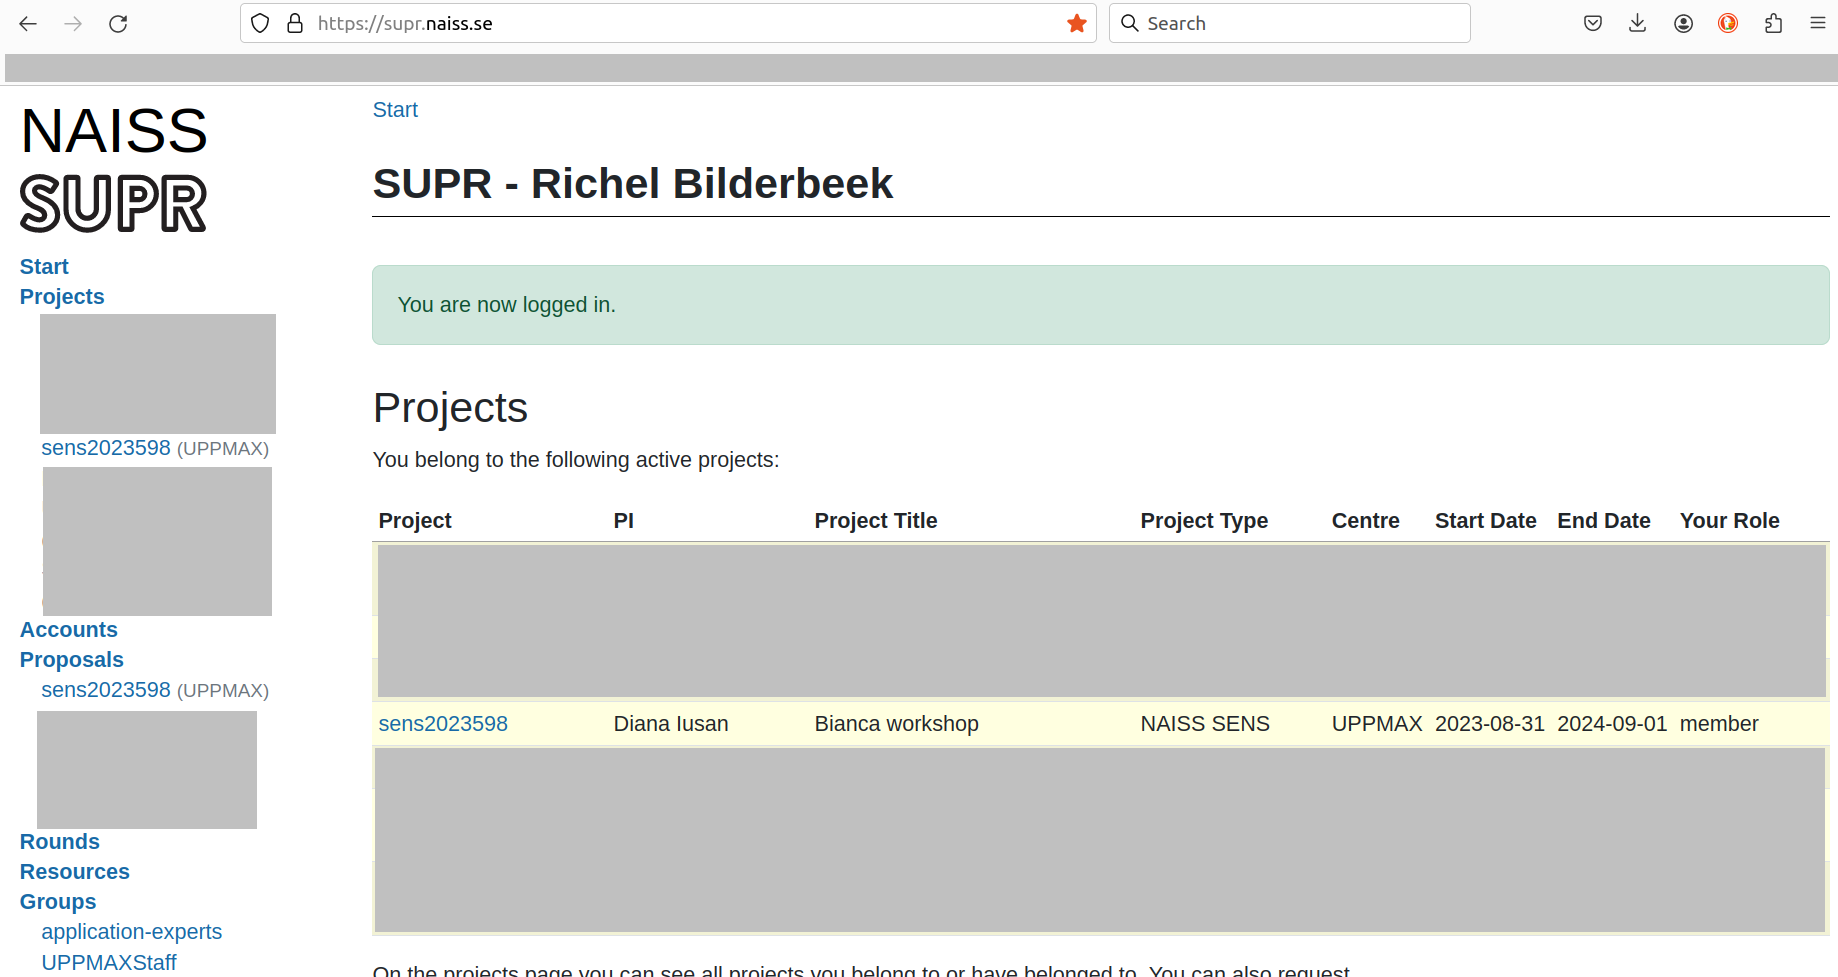 https://supr.naiss.se
Search
NAISS
SUPR
Start
Projects
sens2023598 (UPPMAX)
Accounts
Proposals
sens2023598 (UPPMAX)
Rounds
Resources
Groups
application-experts
UPPMAXStaff
Start
SUPR - Richel Bilderbeek
You are now logged in.
Projects
You belong to the following active projects:
Project PI Project Title Project Type Centre Start Date End Date Your Role
sens2023598 Diana Iusan Bianca workshop NAISS SENS UPPMAX 2023-08-31 2024-09-01 member
On the projects page you can see all projects you belong to or have belonged to. You can also request